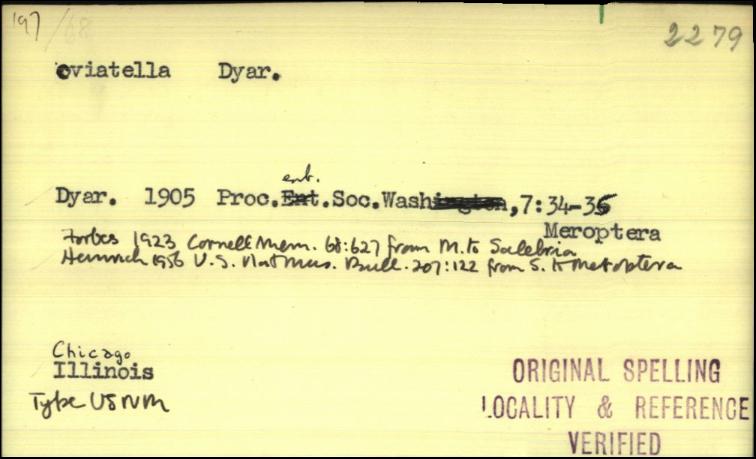 197/68
2279
oviatella Dyar.
ent.
Dyar. 1905 Proc.Ent.Soc.Washington,7:34-35
Meroptera
Forbes 1923 Cornell Mem. 68:627 from M. to Salebria
Heinrich 1956 U.S. Nat Mus. Bull. 207:122 from S. to Meroptera
Chicago
Illinois
Type USNM
ORIGINAL SPELLING
LOCALITY & REFERENCE
VERIFIED